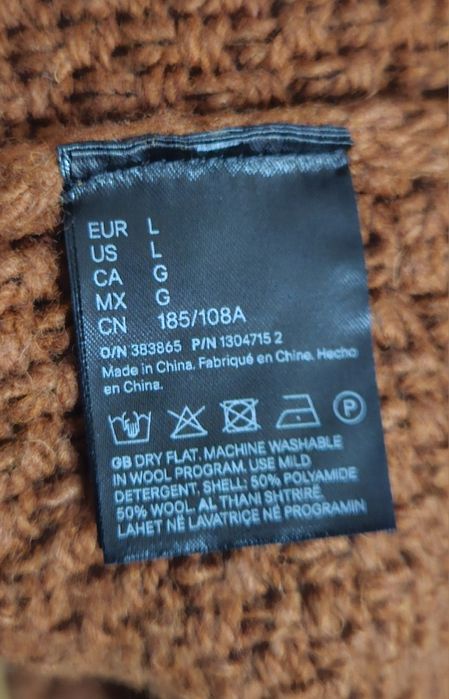 EUR L
US L
CA G
MX G
CN 185/108A
O/N 383865 P/N 1304715 2
Made in China. Fabriqué en Chine. Hecho
en China.
P
GB DRY FLAT. MACHINE WASHABLE
IN WOOL PROGRAM. USE MILD
DETERGENT. SHELL: 50% POLYAMIDE
50% WOOL. AL THANI SHTRIRË.
LAHET NË LAVATRIÇE NË PROGRAMIN